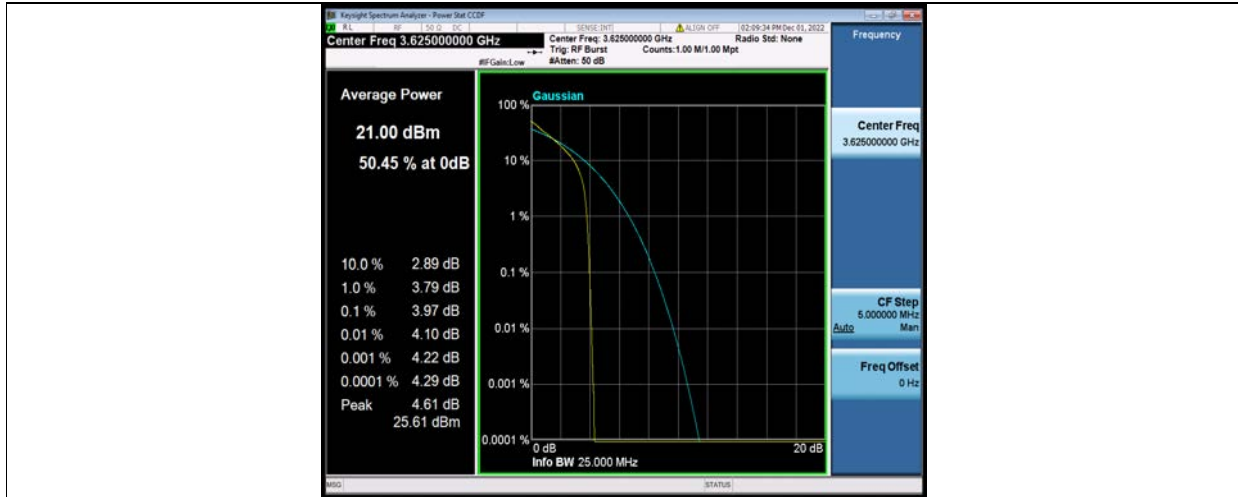 Keysight Spectrum Analyzer - Power Stat CCDF
RL RF 50 Ω DC SENSE:INT ALIGN OFF 02:09:34 PM Dec 01, 2022
Center Freq 3.625000000 GHz
Center Freq: 3.625000000 GHz Radio Std: None
Trig: RF Burst Counts:1.00 M/1.00 Mpt
#IFGain:Low #Atten: 50 dB
Average Power
21.00 dBm
50.45 % at 0dB
10.0 % 2.89 dB
1.0 % 3.79 dB
0.1 % 3.97 dB
0.01 % 4.10 dB
0.001 % 4.22 dB
0.0001 % 4.29 dB
Peak 4.61 dB
25.61 dBm
Gaussian
100 %
10 %
1 %
0.1 %
0.01 %
0.001 %
0.0001 %
0 dB 20 dB
Info BW 25.000 MHz
Frequency
Center Freq
3.625000000 GHz
CF Step
5.000000 MHz
Auto Man
Freq Offset
0 Hz
MSG STATUS